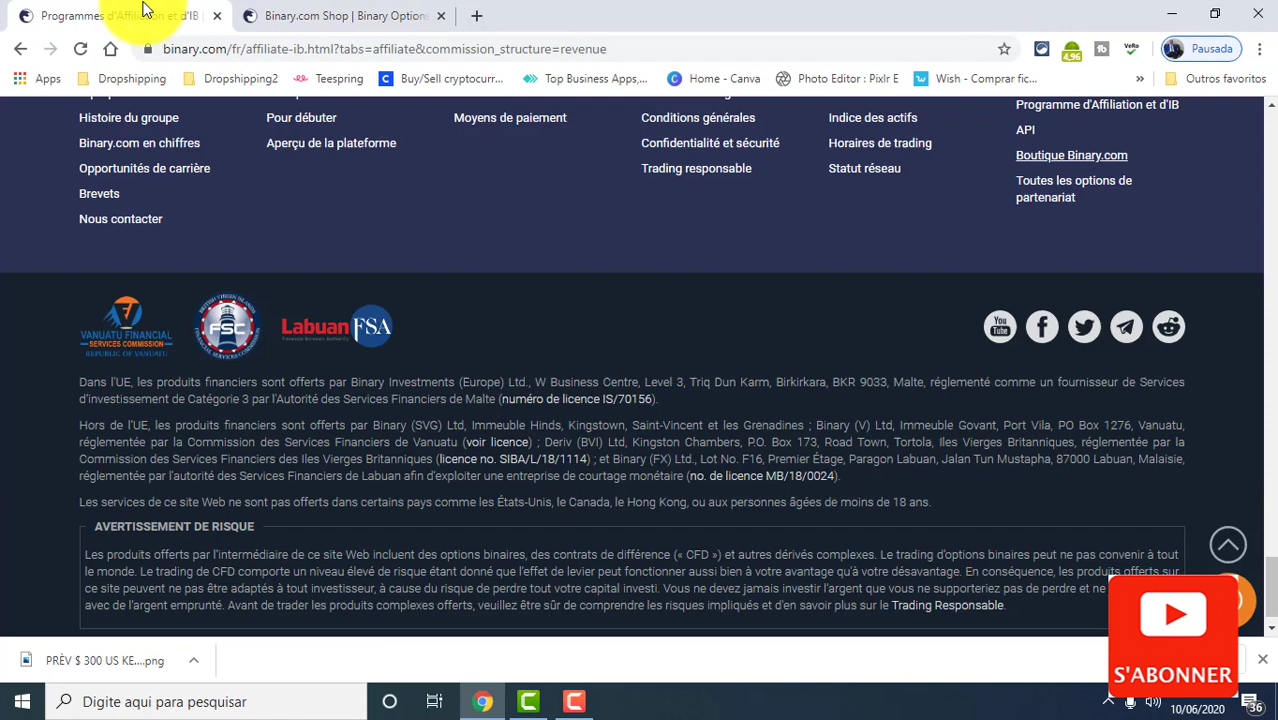 Programmes d'Affiliation et d'IB
Binary.com Shop | Binary Options
binary.com/fr/affiliate-ib.html?tabs=affiliate&commission_structure=revenue
4,96
VeRo
Pausada
Apps
Dropshipping
Dropshipping2
Teespring
Buy/Sell cryptocurr...
Top Business Apps,...
Home - Canva
Photo Editor : Pixlr E
Wish - Comprar fic...
»
Outros favoritos
Programme d'Affiliation et d'IB
Histoire du groupe
Pour débuter
Moyens de paiement
Conditions générales
Indice des actifs
API
Binary.com en chiffres
Aperçu de la plateforme
Confidentialité et sécurité
Horaires de trading
Boutique Binary.com
Opportunités de carrière
Trading responsable
Statut réseau
Toutes les options de
partenariat
Brevets
Nous contacter
VANUATU FINANCIAL
SERVICES COMMISSION
REPUBLIC OF VANUATU
FSC
Labuan FSA
You
Tube
Dans l'UE, les produits financiers sont offerts par Binary Investments (Europe) Ltd., W Business Centre, Level 3, Triq Dun Karm, Birkirkara, BKR 9033, Malte, réglementé comme un fournisseur de Services
d'investissement de Catégorie 3 par l'Autorité des Services Financiers de Malte (numéro de licence IS/70156).
Hors de l'UE, les produits financiers sont offerts par Binary (SVG) Ltd, Immeuble Hinds, Kingstown, Saint-Vincent et les Grenadines ; Binary (V) Ltd, Immeuble Govant, Port Vila, PO Box 1276, Vanuatu,
réglementée par la Commission des Services Financiers de Vanuatu (voir licence) ; Deriv (BVI) Ltd, Kingston Chambers, P.O. Box 173, Road Town, Tortola, Iles Vierges Britanniques, réglementée par la
Commission des Services Financiers des Iles Vierges Britanniques (licence no. SIBA/L/18/1114) ; et Binary (FX) Ltd., Lot No. F16, Premier Étage, Paragon Labuan, Jalan Tun Mustapha, 87000 Labuan, Malaisie,
réglementée par l'autorité des Services Financiers de Labuan afin d'exploiter une entreprise de courtage monétaire (no. de licence MB/18/0024).
Les services de ce site Web ne sont pas offerts dans certains pays comme les États-Unis, le Canada, le Hong Kong, ou aux personnes âgées de moins de 18 ans.
AVERTISSEMENT DE RISQUE
Les produits offerts par l'intermédiaire de ce site Web incluent des options binaires, des contrats de différence (« CFD ») et autres dérivés complexes. Le trading d'options binaires peut ne pas convenir à tout
le monde. Le trading de CFD comporte un niveau élevé de risque étant donné que l'effet de levier peut fonctionner aussi bien à votre avantage qu'à votre désavantage. En conséquence, les produits offerts sur
ce site peuvent ne pas être adaptés à tout investisseur, à cause du risque de perdre tout votre capital investi. Vous ne devez jamais investir l'argent que vous ne supporteriez pas de perdre et ne
avec de l'argent emprunté. Avant de trader les produits complexes offerts, veuillez être sûr de comprendre les risques impliqués et d'en savoir plus sur le Trading Responsable.
S'ABONNER
PRÈV $ 300 US KE....png
Digite aqui para pesquisar
10/06/2020
36